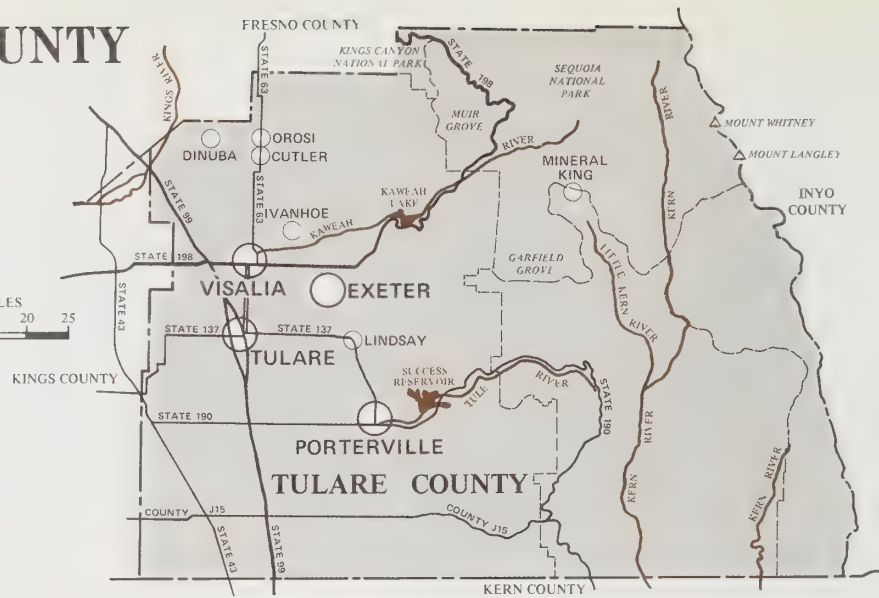 UNTY
FRESNO COUNTY
STATE 63
KINGS CANYON
NATIONAL PARK
STATE 198
SEQUOIA
NATIONAL
PARK
KINGS RIVER
MUIR
GROVE
RIVER
MOUNT WHITNEY
MOUNT LANGLEY
DINUBA
OROSI
CUTLER
STATE 99
STATE 63
RIVER
MINERAL
KING
KERN
INYO
COUNTY
IVANHOE
KAWEAH
LAKE
KAWEAH
STATE 198
VISALIA
EXETER
GARFIELD
GROVE
LITTLE KERN
RIVER
STATE 43
LES
20 25
STATE 137
STATE 137
TULARE
LINDSAY
KINGS COUNTY
SUCCESS
RESERVOIR
TULE
RIVER
STATE 190
STATE 190
PORTERVILLE
RIVER
KERN
RIVER
KERN
TULARE COUNTY
COUNTY J15
COUNTY J15
STATE 43
STATE 99
KERN COUNTY